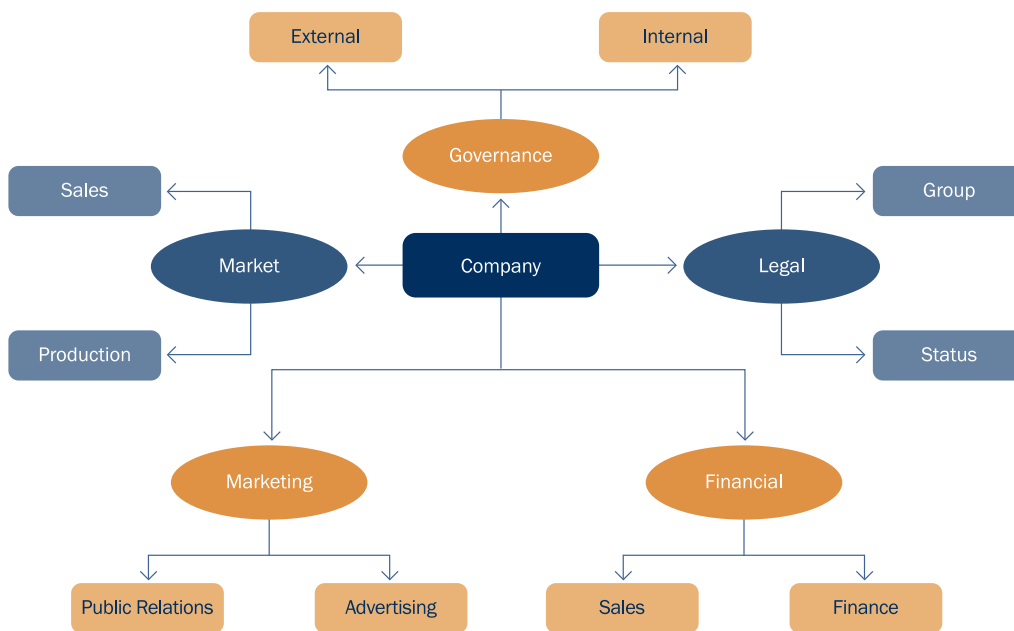 External
Internal
Governance
Sales
Group
Market
Company
Legal
Production
Status
Marketing
Financial
Public Relations
Advertising
Sales
Finance